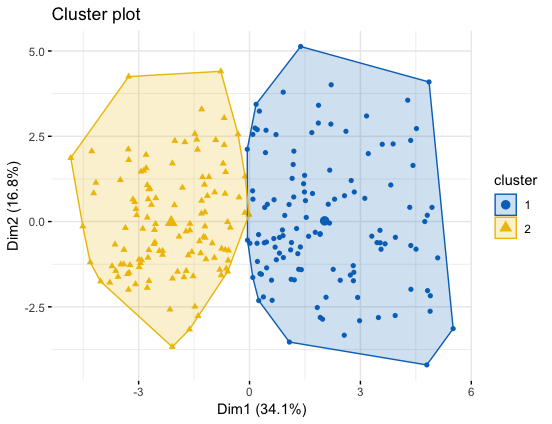 Cluster plot
5.0
2.5
0.0
-2.5
-3
0
3
6
Dim1 (34.1%)
Dim2 (16.8%)
cluster
1
2